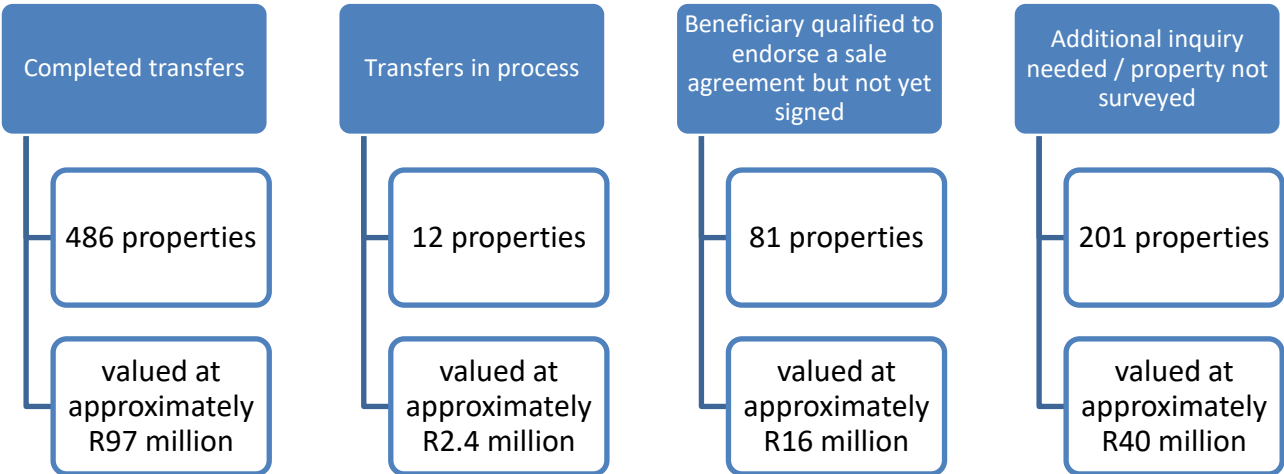 Completed transfers
486 properties
valued at
approximately
R97 million
Transfers in process
12 properties
valued at
approximately
R2.4 million
Beneficiary qualified to
endorse a sale
agreement but not yet
signed
81 properties
valued at
approximately
R16 million
Additional inquiry
needed / property not
surveyed
201 properties
valued at
approximately
R40 million